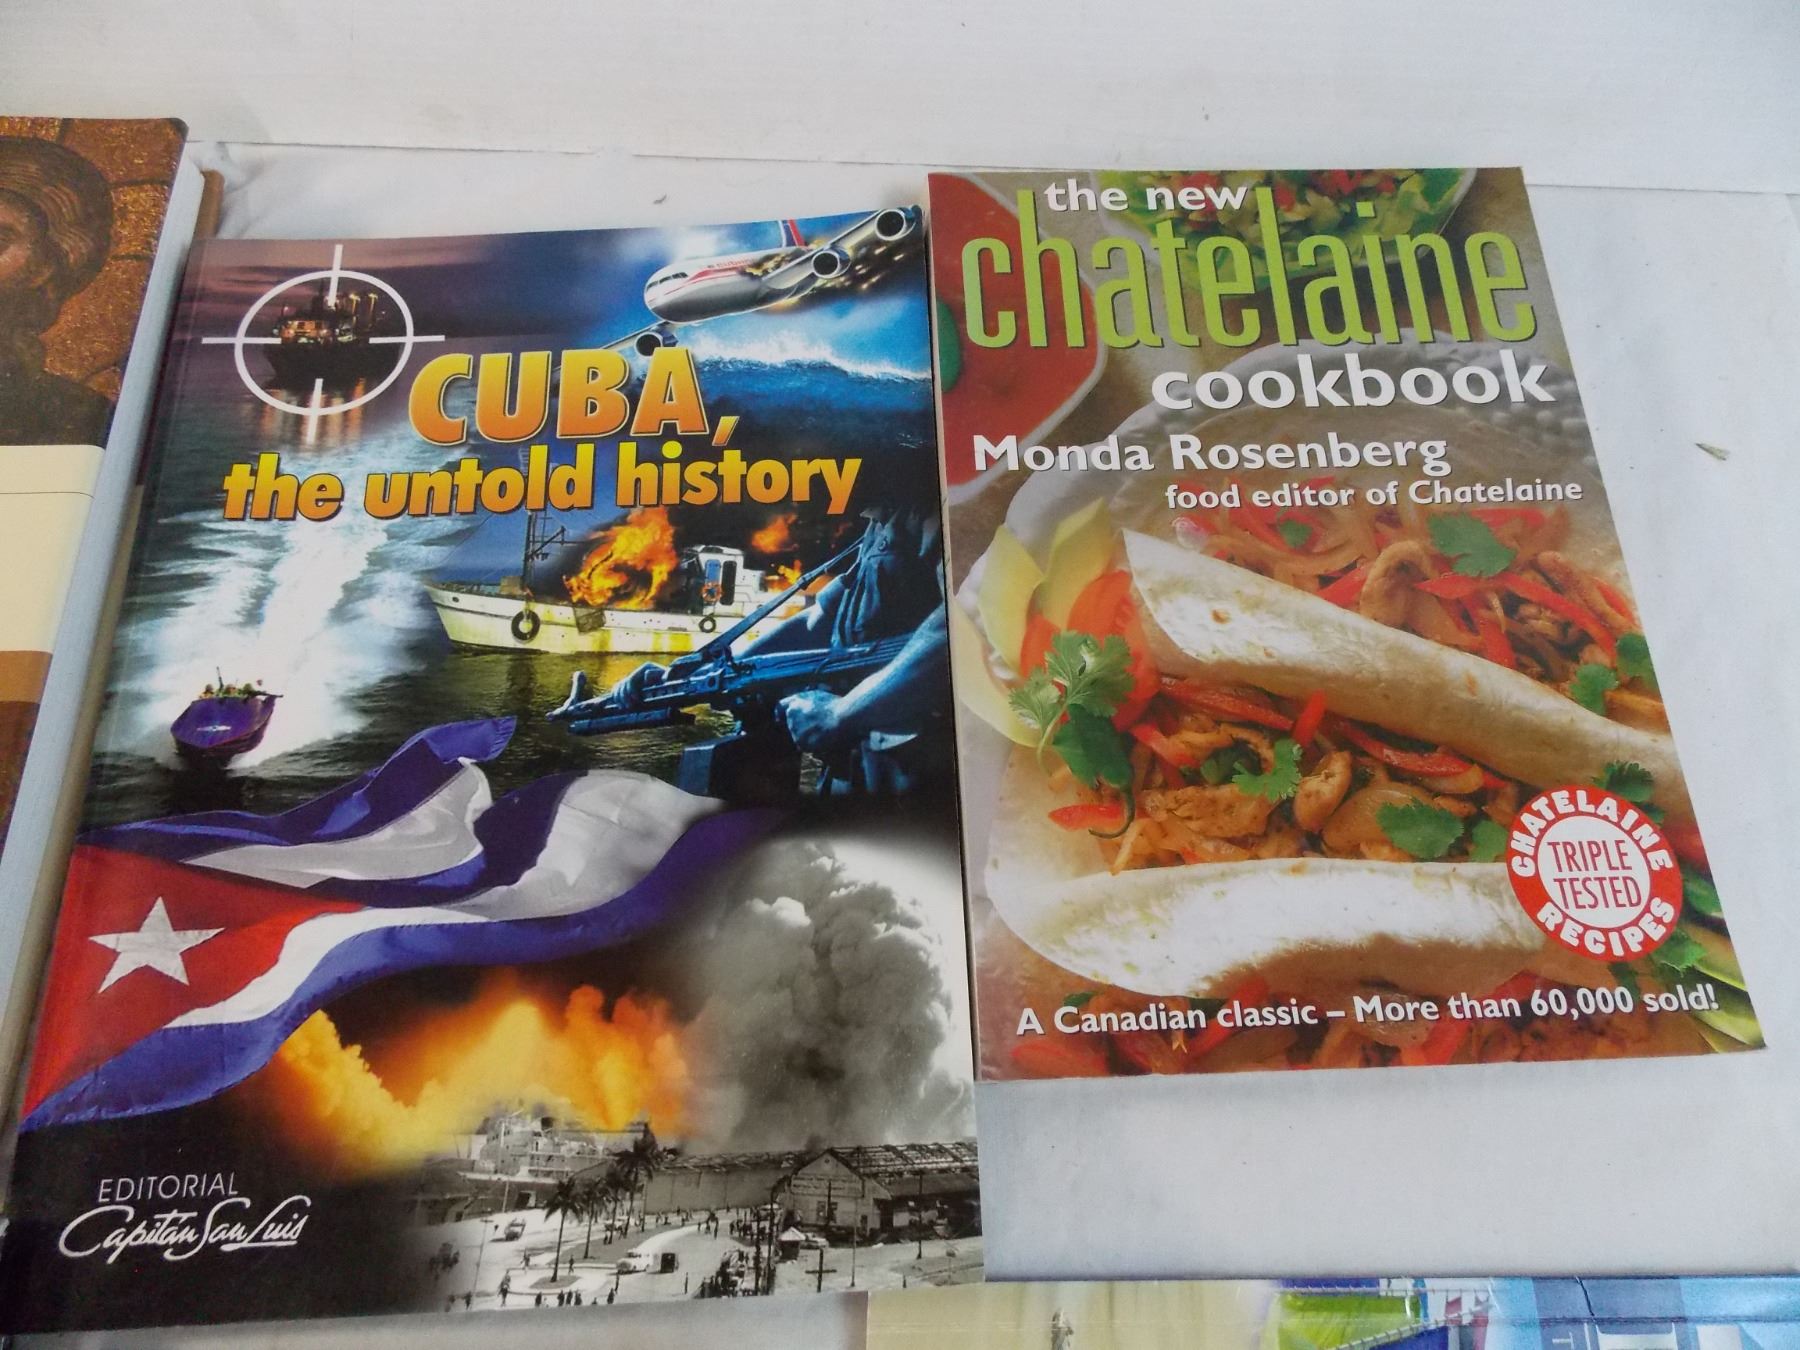 CUBA,
the untold history
EDITORIAL
Capitán San Luis
the new
chatelaine
cookbook
Monda Rosenberg
food editor of Chatelaine
CHATELAINE
TRIPLE
TESTED
RECIPES
A Canadian classic – More than 60,000 sold!